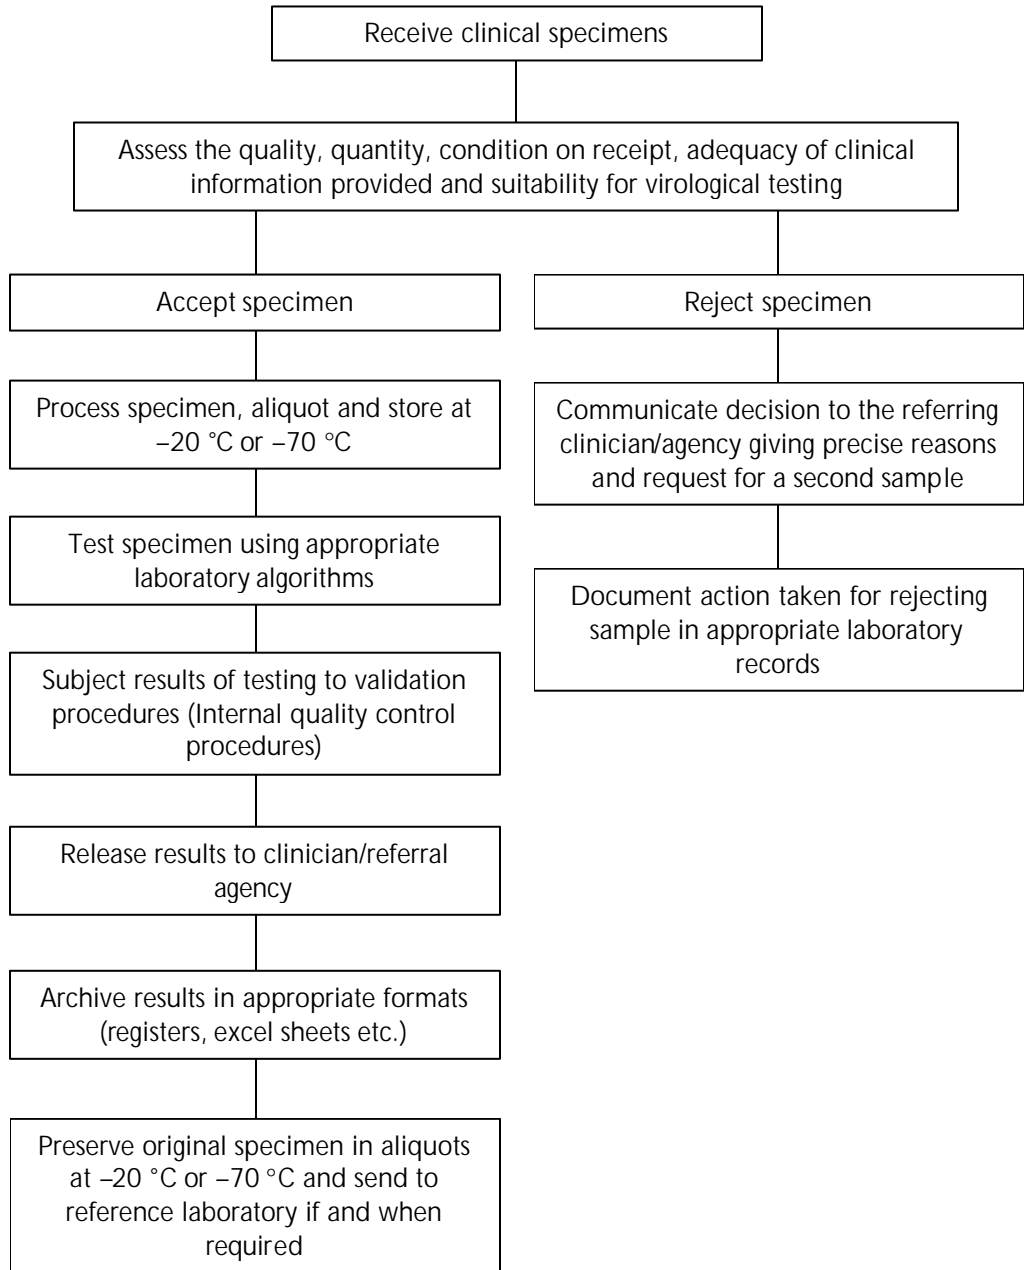 Receive clinical specimens
Assess the quality, quantity, condition on receipt, adequacy of clinical
information provided and suitability for virological testing
Accept specimen
Process specimen, aliquot and store at
–20 °C or –70 °C
Test specimen using appropriate
laboratory algorithms
Subject results of testing to validation
procedures (Internal quality control
procedures)
Release results to clinician/referral
agency
Archive results in appropriate formats
(registers, excel sheets etc.)
Preserve original specimen in aliquots
at –20 °C or –70 °C and send to
reference laboratory if and when
required
Reject specimen
Communicate decision to the referring
clinician/agency giving precise reasons
and request for a second sample
Document action taken for rejecting
sample in appropriate laboratory
records